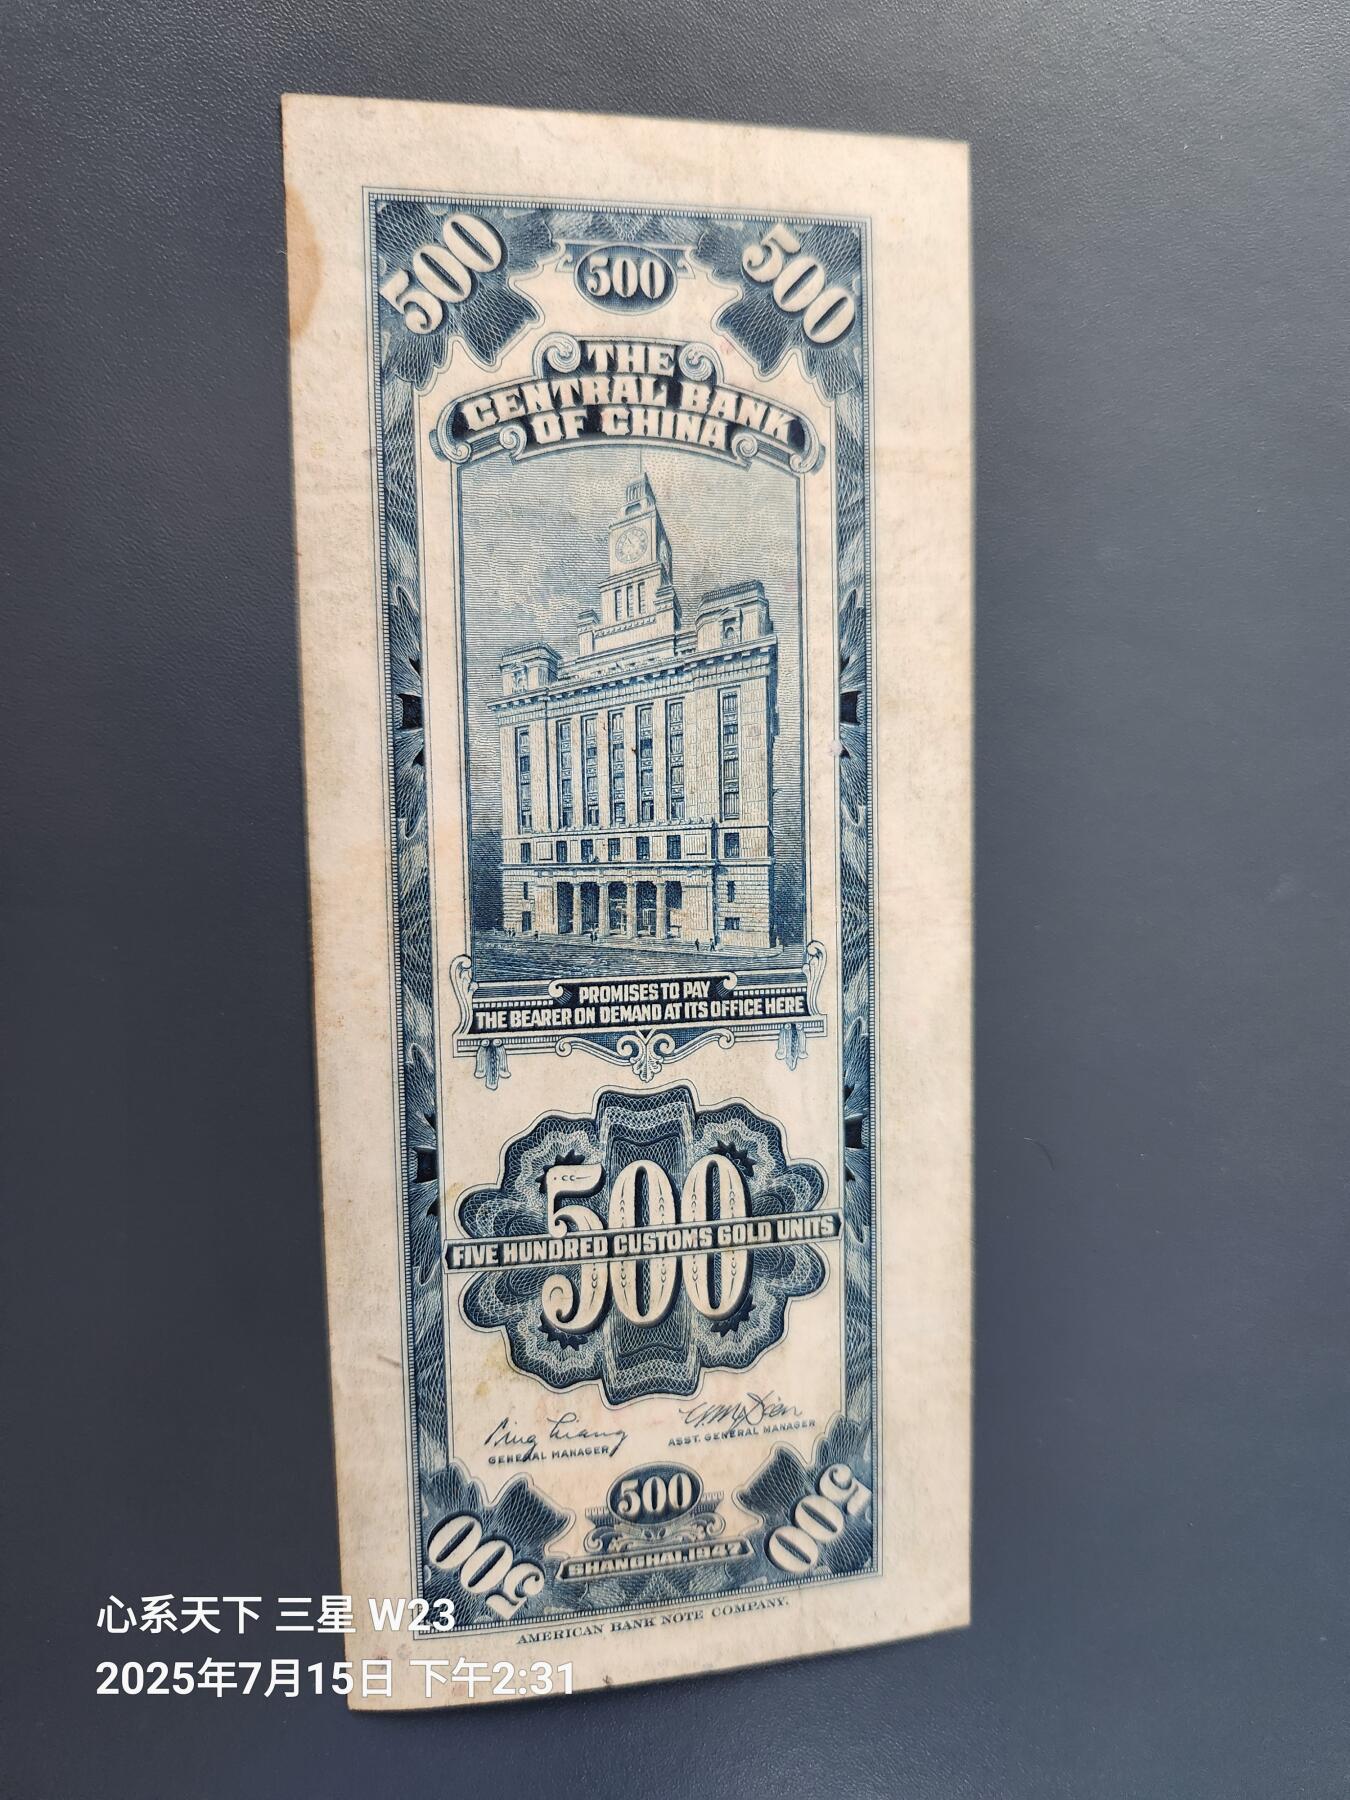 500 500 500
THE
CENTRAL BANK
OF CHINA
PROMISES TO PAY
THE BEARER ON DEMAND AT ITS OFFICE HERE
500
FIVE HUNDRED CUSTOMS GOLD UNITS
GENERAL MANAGER
ASST. GENERAL MANAGER
500 500 500
SHANGHAI, 1947
AMERICAN BANK NOTE COMPANY.
心系天下 三星 W23
2025年7月15日 下午2:31